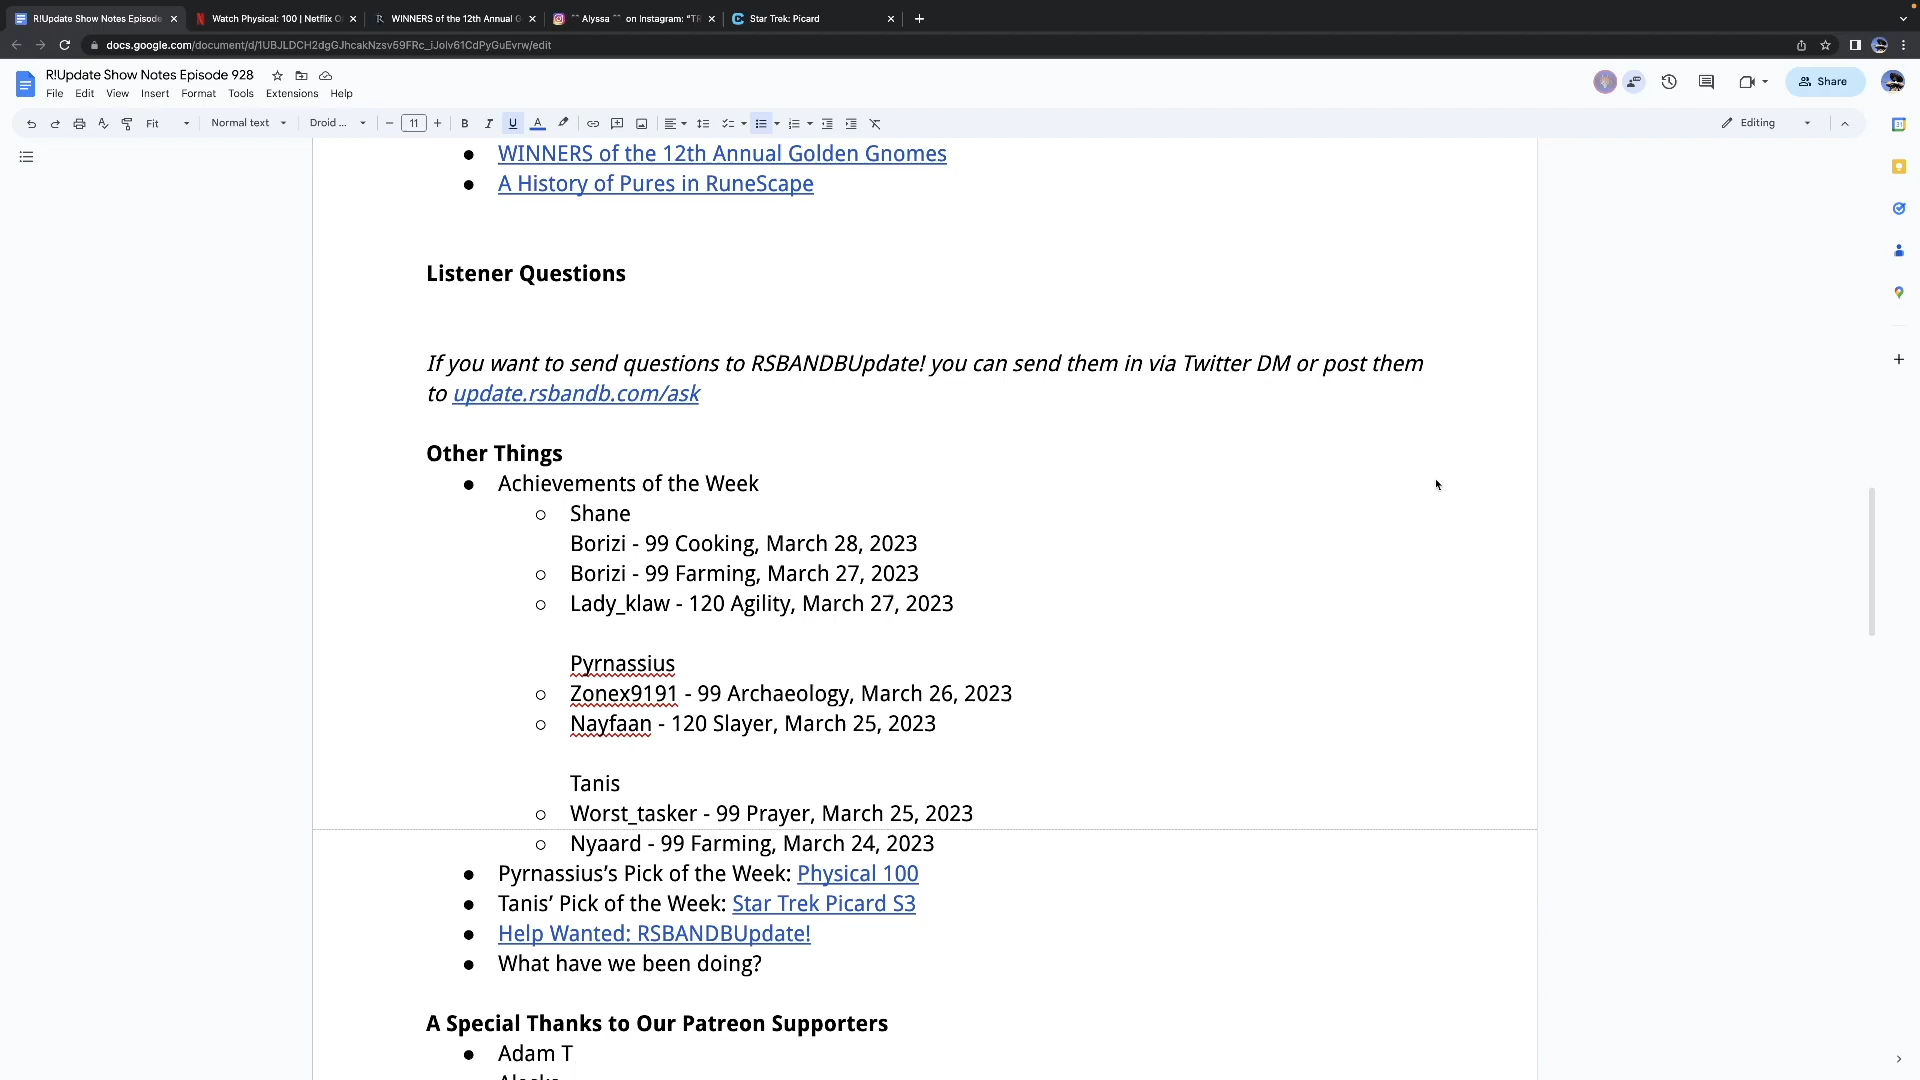 R!Update Show Notes Episode
Watch Physical: 100 | Netflix O
WINNERS of the 12th Annual G
Alyssa on Instagram: "TR
Star Trek: Picard
docs.google.com/document/d/1UBJLDCH2dgGJhcakNzsv59FRc_iJolv61CdPyGuEvrw/edit
R!Update Show Notes Episode 928
File Edit View Insert Format Tools Extensions Help
Share
Fit Normal text Droid ... 11 Editing
WINNERS of the 12th Annual Golden Gnomes
A History of Pures in RuneScape
Listener Questions
If you want to send questions to RSBANDBUpdate! you can send them in via Twitter DM or post them
to update.rsbandb.com/ask
Other Things
Achievements of the Week
Shane
Borizi - 99 Cooking, March 28, 2023
Borizi - 99 Farming, March 27, 2023
Lady_klaw - 120 Agility, March 27, 2023
Pyrnassius
Zonex9191 - 99 Archaeology, March 26, 2023
Nayfaan - 120 Slayer, March 25, 2023
Tanis
Worst_tasker - 99 Prayer, March 25, 2023
Nyaard - 99 Farming, March 24, 2023
Pyrnassius’s Pick of the Week: Physical 100
Tanis’ Pick of the Week: Star Trek Picard S3
Help Wanted: RSBANDBUpdate!
What have we been doing?
A Special Thanks to Our Patreon Supporters
Adam T